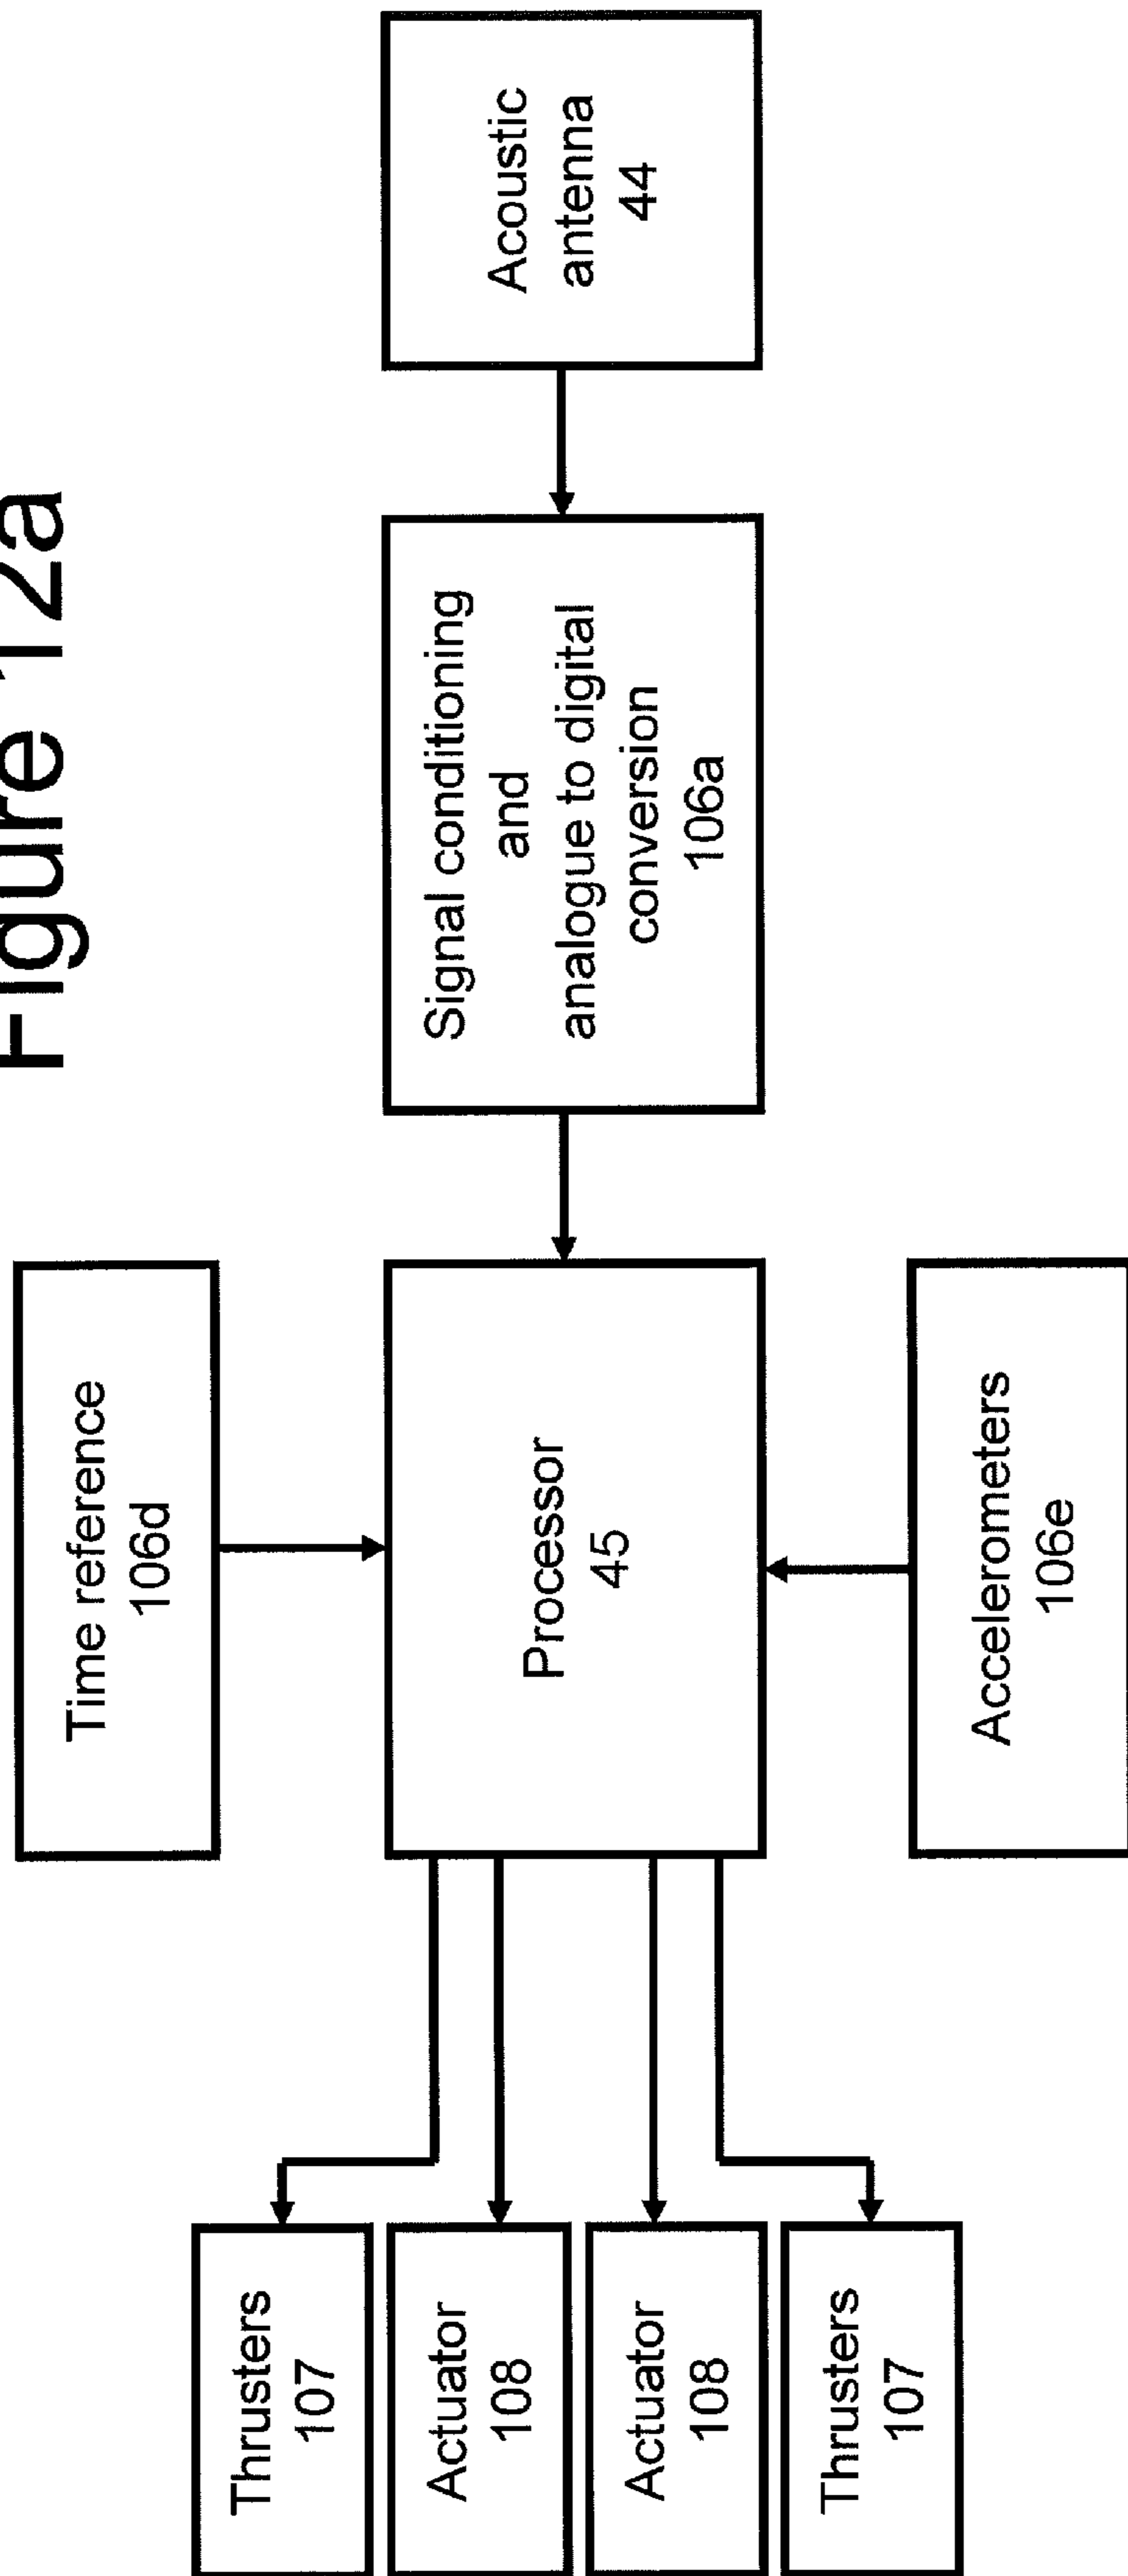 Figure 12a
Time reference
106d
Thrusters
107
Actuator
108
Actuator
108
Thrusters
107
Processor
45
Signal conditioning
and
analogue to digital
conversion
106a
Acoustic
antenna
44
Accelerometers
106e